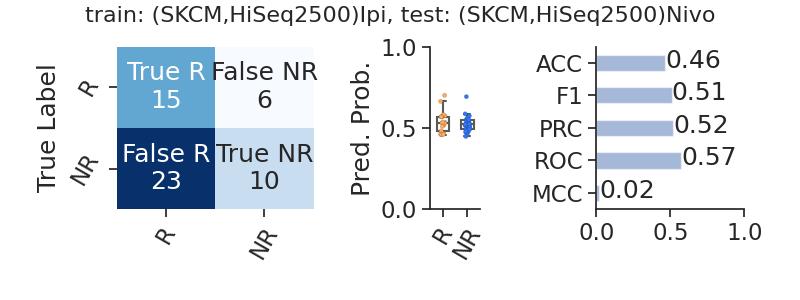 train: (SKCM,HiSeq2500)Ipi, test: (SKCM,HiSeq2500)Nivo
True Label
R
NR
True R
15
False NR
6
False R
23
True NR
10
R
NR
Pred. Prob.
1.0
0.5
0.0
R
NR
ACC
F1
PRC
ROC
MCC
0.46
0.51
0.52
0.57
0.02
0.0
0.5
1.0